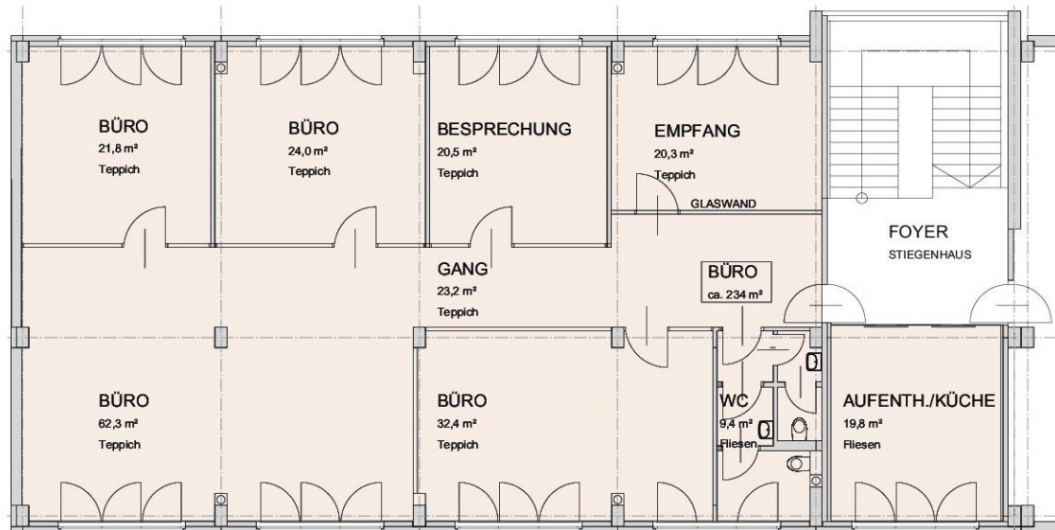 BÜRO
21,8 m²
Teppich
BÜRO
24,0 m²
Teppich
BESPRECHUNG
20,5 m²
Teppich
EMPFANG
20,3 m²
Teppich
GLASWAND
FOYER
STIEGENHAUS
GANG
23,2 m²
Teppich
BÜRO
ca. 234 m²
BÜRO
62,3 m²
Teppich
BÜRO
32,4 m²
Teppich
WC
9,4 m²
Fliesen
AUFENTH./KÜCHE
19,8 m²
Fliesen